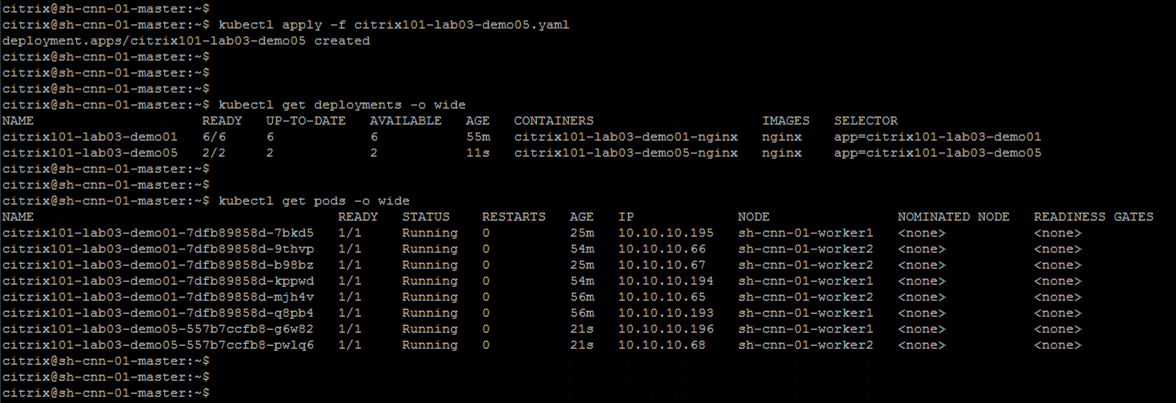 citrix@sh-cnn-01-master:~$
citrix@sh-cnn-01-master:~$ kubectl apply -f citrix101-lab03-demo05.yaml
deployment.apps/citrix101-lab03-demo05 created
citrix@sh-cnn-01-master:~$
citrix@sh-cnn-01-master:~$
citrix@sh-cnn-01-master:~$
citrix@sh-cnn-01-master:~$ kubectl get deployments -o wide
NAME READY UP-TO-DATE AVAILABLE AGE CONTAINERS IMAGES SELECTOR
citrix101-lab03-demo01 6/6 6 6 55m citrix101-lab03-demo01-nginx nginx app=citrix101-lab03-demo01
citrix101-lab03-demo05 2/2 2 2 11s citrix101-lab03-demo05-nginx nginx app=citrix101-lab03-demo05
citrix@sh-cnn-01-master:~$
citrix@sh-cnn-01-master:~$
citrix@sh-cnn-01-master:~$ kubectl get pods -o wide
NAME READY STATUS RESTARTS AGE IP NODE NOMINATED NODE READINESS GATES
citrix101-lab03-demo01-7dfb89858d-7bkd5 1/1 Running 0 25m 10.10.10.195 sh-cnn-01-worker1 <none> <none>
citrix101-lab03-demo01-7dfb89858d-9thvp 1/1 Running 0 54m 10.10.10.66 sh-cnn-01-worker2 <none> <none>
citrix101-lab03-demo01-7dfb89858d-b98bz 1/1 Running 0 25m 10.10.10.67 sh-cnn-01-worker2 <none> <none>
citrix101-lab03-demo01-7dfb89858d-kppwd 1/1 Running 0 54m 10.10.10.194 sh-cnn-01-worker1 <none> <none>
citrix101-lab03-demo01-7dfb89858d-mjh4v 1/1 Running 0 56m 10.10.10.65 sh-cnn-01-worker2 <none> <none>
citrix101-lab03-demo01-7dfb89858d-q8pb4 1/1 Running 0 56m 10.10.10.193 sh-cnn-01-worker1 <none> <none>
citrix101-lab03-demo05-557b7ccfb8-g6w82 1/1 Running 0 21s 10.10.10.196 sh-cnn-01-worker1 <none> <none>
citrix101-lab03-demo05-557b7ccfb8-pwlq6 1/1 Running 0 21s 10.10.10.68 sh-cnn-01-worker2 <none> <none>
citrix@sh-cnn-01-master:~$
citrix@sh-cnn-01-master:~$
citrix@sh-cnn-01-master:~$